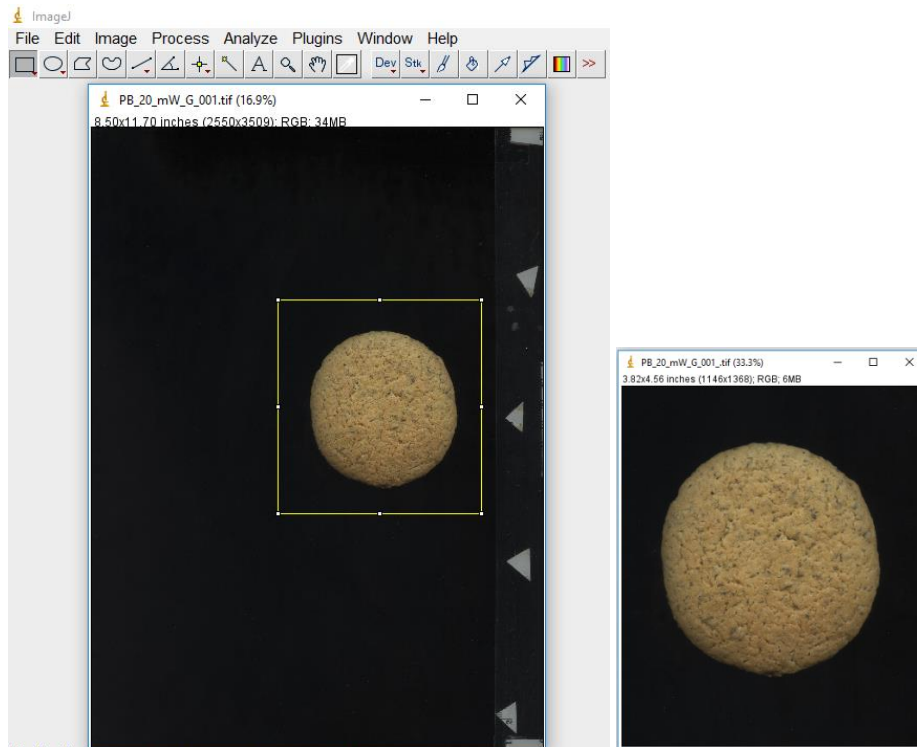 ImageJ
File Edit Image Process Analyze Plugins Window Help
Dev Stk >>
PB_20_mW_G_001.tif (16.9%)
8.50x11.70 inches (2550x3509); RGB; 34MB
PB_20_mW_G_001_.tif (33.3%)
3.82x4.56 inches (1146x1368); RGB; 6MB